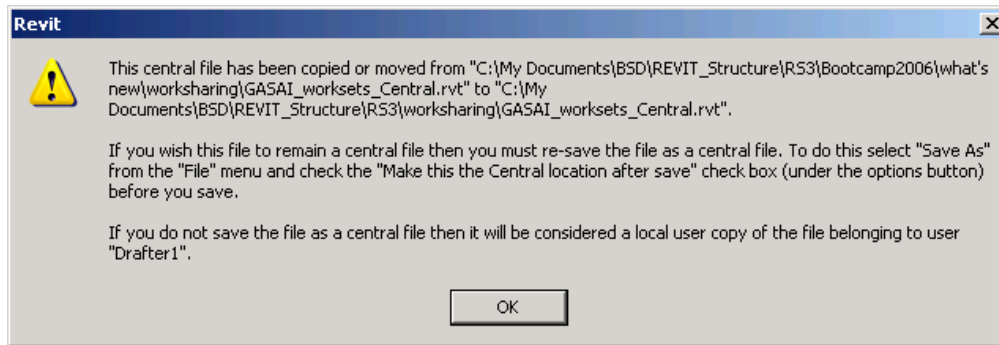 Revit
This central file has been copied or moved from "C:\My Documents\BSD\REVIT_Structure\RS3\Bootcamp2006\what's
new\worksharing\GASAI_worksets_Central.rvt" to "C:\My
Documents\BSD\REVIT_Structure\RS3\worksharing\GASAI_worksets_Central.rvt".
If you wish this file to remain a central file then you must re-save the file as a central file. To do this select "Save As"
from the "File" menu and check the "Make this the Central location after save" check box (under the options button)
before you save.
If you do not save the file as a central file then it will be considered a local user copy of the file belonging to user
"Drafter1".
OK